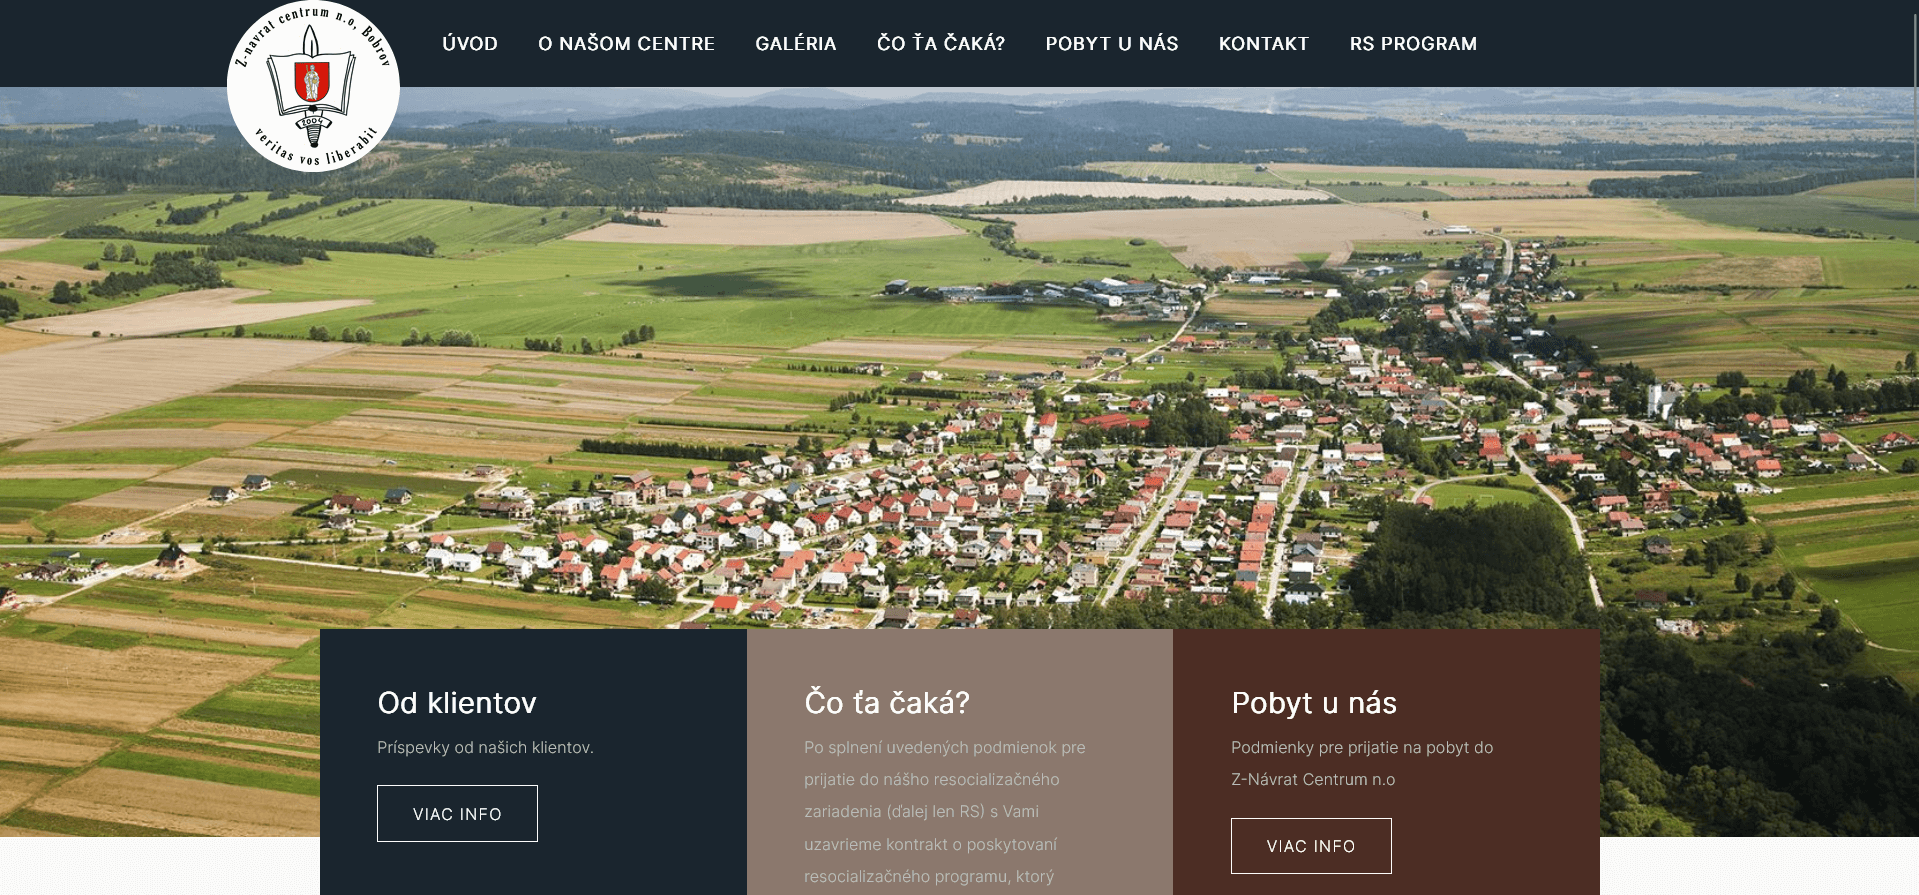 Z-navrat centrum n.o, Bobrov
2004
veritas vos liberabit
ÚVOD
O NAŠOM CENTRE
GALÉRIA
ČO ŤA ČAKÁ?
POBYT U NÁS
KONTAKT
RS PROGRAM
Od klientov
Príspevky od našich klientov.
VIAC INFO
Čo ťa čaká?
Po splnení uvedených podmienok pre
prijatie do nášho resocializačného
zariadenia (ďalej len RS) s Vami
uzavrieme kontrakt o poskytovaní
resocializačného programu, ktorý
Pobyt u nás
Podmienky pre prijatie na pobyt do
Z-Návrat Centrum n.o
VIAC INFO